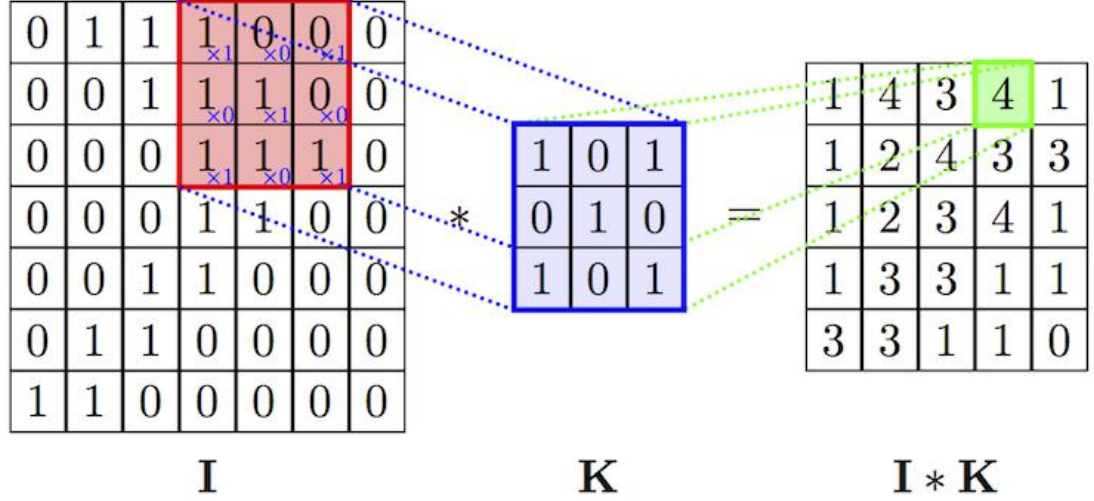 0 1 1 1 0 0 0
×1 ×0 ×1
0 0 1 1 1 0 0
×0 ×1 ×0
0 0 0 1 1 1 0
×1 ×0 ×1
0 0 0 1 1 0 0
0 0 1 1 0 0 0
0 1 1 0 0 0 0
1 1 0 0 0 0 0
I
*
1 0 1
0 1 0
1 0 1
K
=
1 4 3 4 1
1 2 4 3 3
1 2 3 4 1
1 3 3 1 1
3 3 1 1 0
I * K